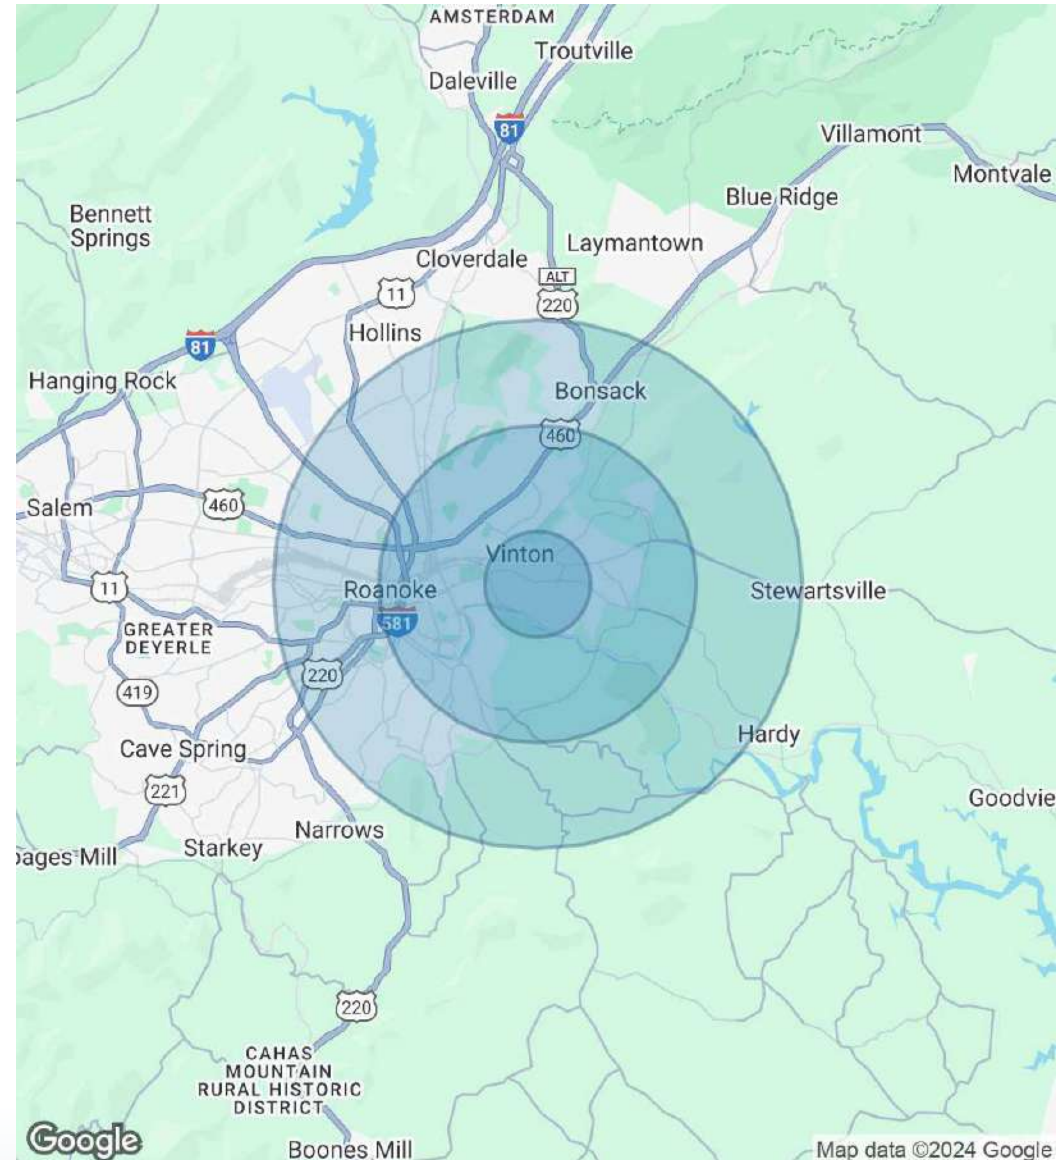 AMSTERDAM
Troutville
Daleville
81
Villamont
Montvale
Blue Ridge
Bennett
Springs
Laymantown
Cloverdale
ALT
220
11
Hollins
81
Hanging Rock
Bonsack
460
460
Salem
Vinton
11
Roanoke
Stewartsville
581
GREATER
DEYERLE
220
419
Hardy
Cave Spring
221
Goodvie
Narrows
Starkey
ages Mill
220
CAHAS
MOUNTAIN
RURAL HISTORIC
DISTRICT
Google
Boones Mill
Map data ©2024 Google